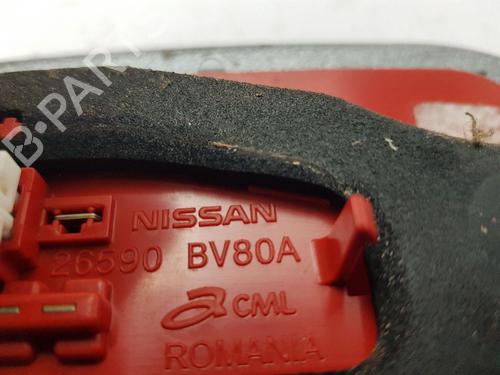 B-PARTS
NISSAN
26590 BV80A
CML
ROMANIA